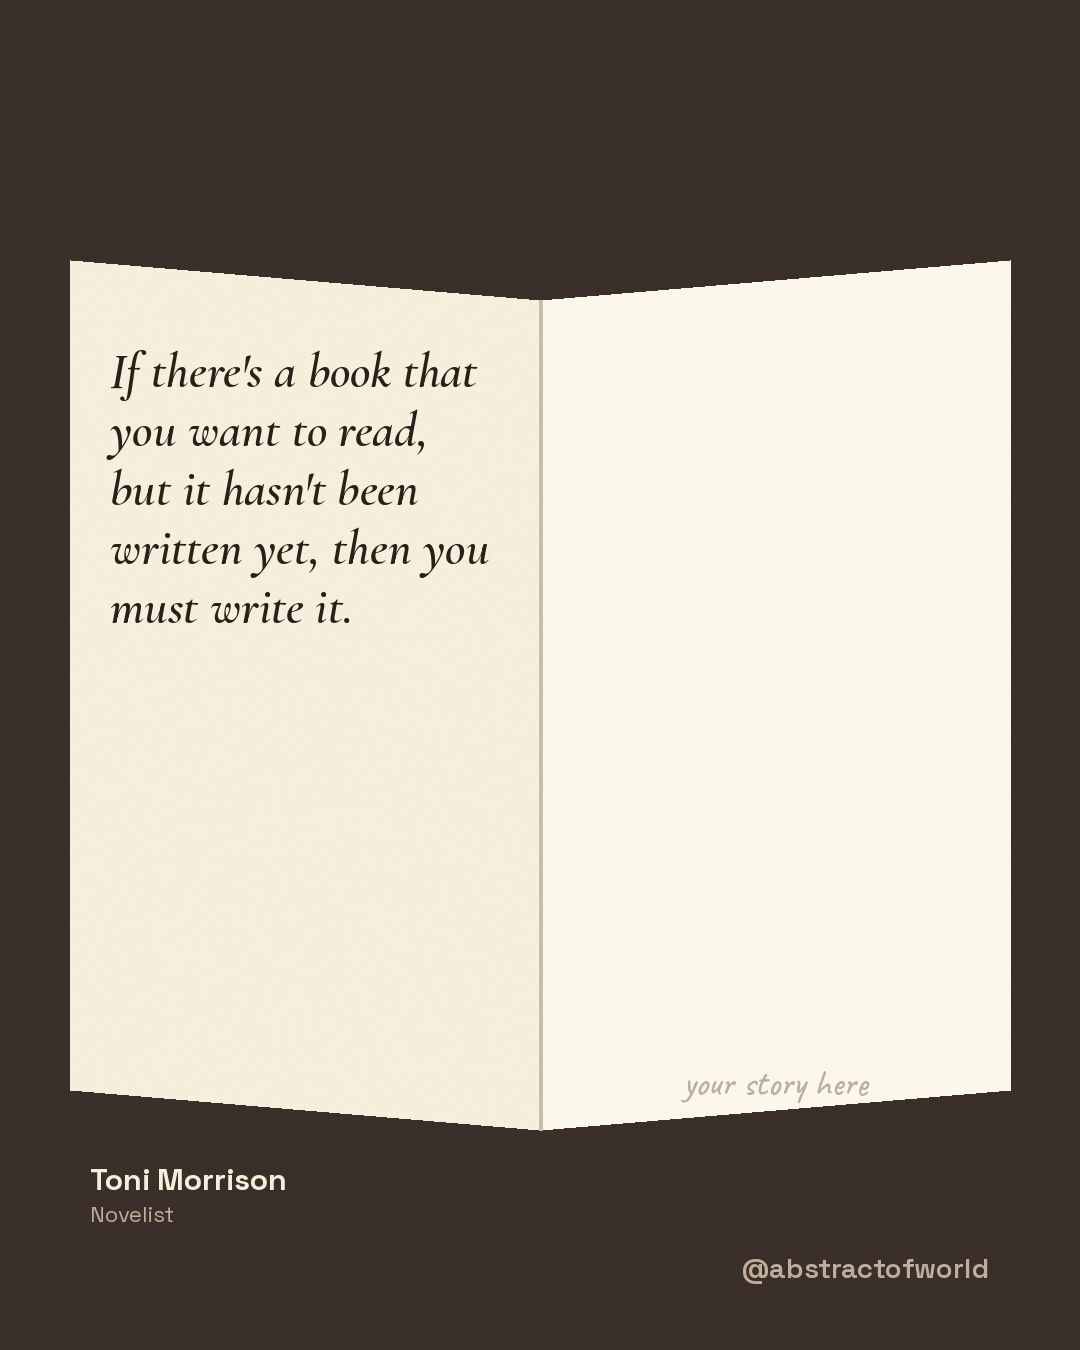 If there's a book that
you want to read,
but it hasn't been
written yet, then you
must write it.
your story here
Toni Morrison
Novelist
@abstractofworld